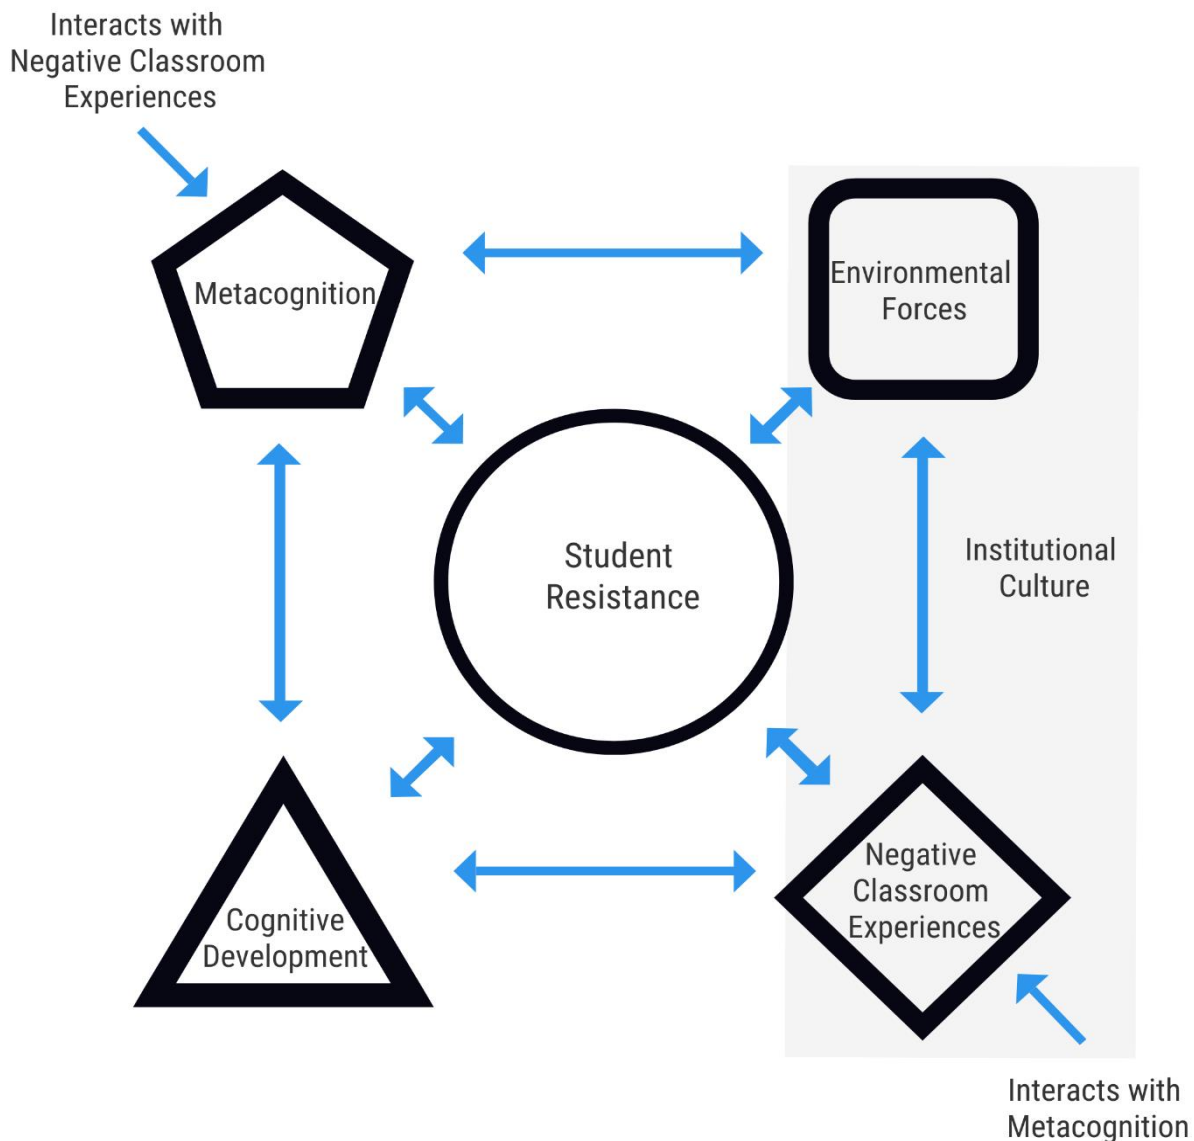 Interacts with
Negative Classroom
Experiences
Metacognition
Environmental
Forces
Student
Resistance
Institutional
Culture
Cognitive
Development
Negative
Classroom
Experiences
Interacts with
Metacognition